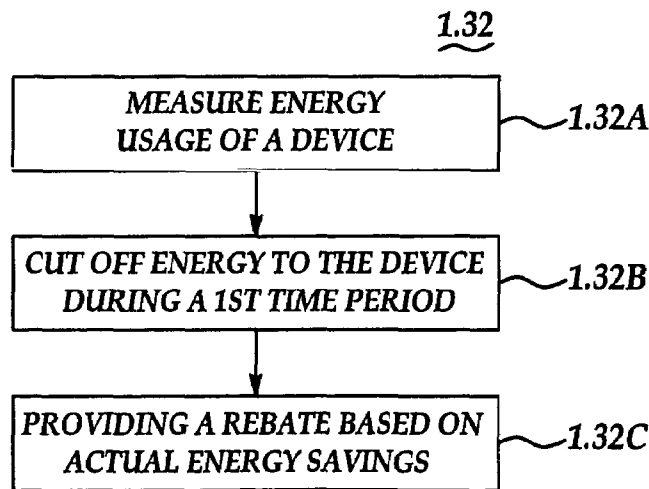 1.32
MEASURE ENERGY
USAGE OF A DEVICE
1.32A
CUT OFF ENERGY TO THE DEVICE
DURING A 1ST TIME PERIOD
1.32B
PROVIDING A REBATE BASED ON
ACTUAL ENERGY SAVINGS
1.32C